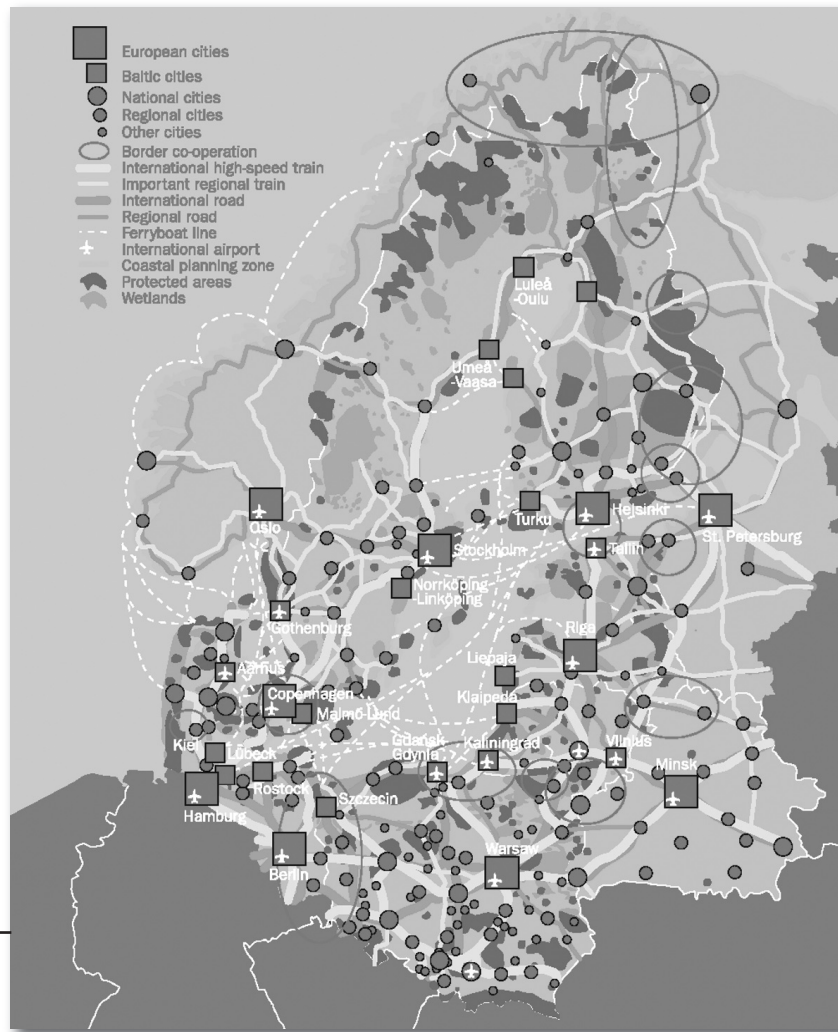 European cities
Baltic cities
National cities
Regional cities
Other cities
Border co-operation
International high-speed train
Important regional train
International road
Regional road
Ferryboat line
International airport
Coastal planning zone
Protected areas
Wetlands
Luleå
-Oulu
Umeå
-Vaasa
Oslo
Turku
Helsinki
St. Petersburg
Stockholm
Tallin
Norrköping
-Linköping
Gothenburg
Riga
Aarhus
Liepaja
Copenhagen
Klaipeda
Malmö-Lund
Kiel
Gdansk
Gdynia
Kaliningrad
Vilnius
Lübeck
Minsk
Rostock
Szczecin
Hamburg
Warsaw
Berlin